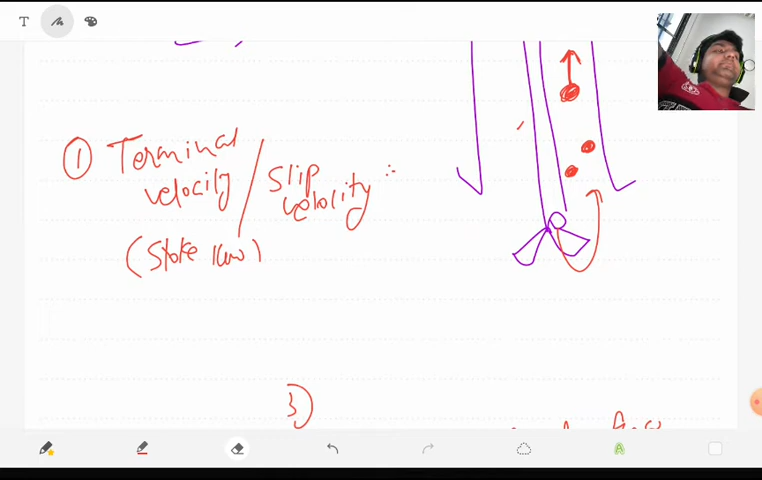 ① Terminal
velocity / Slip
velocity :-
(Stoke law)
3)